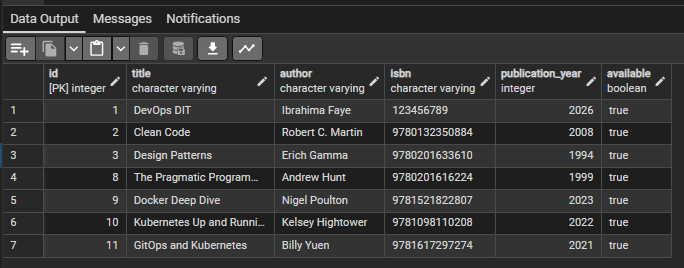 Data Output Messages Notifications
id title author isbn publication_year available
[PK] integer character varying character varying character varying integer boolean
1 1 DevOps DIT Ibrahima Faye 123456789 2026 true
2 2 Clean Code Robert C. Martin 9780132350884 2008 true
3 3 Design Patterns Erich Gamma 9780201633610 1994 true
4 8 The Pragmatic Program... Andrew Hunt 9780201616224 1999 true
5 9 Docker Deep Dive Nigel Poulton 9781521822807 2023 true
6 10 Kubernetes Up and Runni... Kelsey Hightower 9781098110208 2022 true
7 11 GitOps and Kubernetes Billy Yuen 9781617297274 2021 true